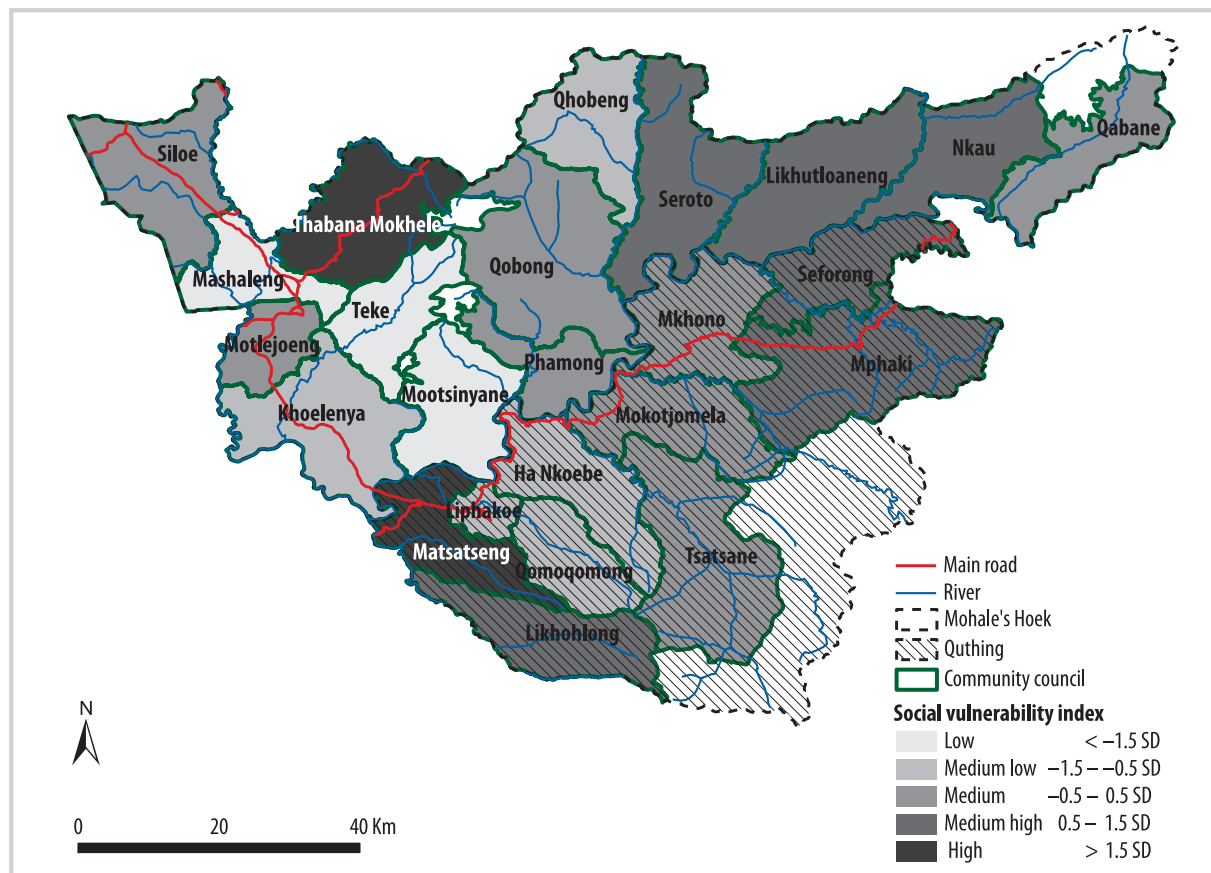 Qhobeng
Siloe
Qabane
Nkau
Likhutloaneng
Seroto
Thabana Mokhele
Qobong
Mashaleng
Seforong
Teke
Mkhono
Motlejoeng
Phamong
Mphaki
Mootsinyane
Khoelenya
Mokotjomela
Ha Nkoebe
Liphakoe
Matsatseng
Tsatsane
Qomoqomong
Likhohlong
Main road
River
Mohale's Hoek
Quthing
Community council
Social vulnerability index
Low < –1.5 SD
Medium low –1.5 – –0.5 SD
Medium –0.5 – 0.5 SD
Medium high 0.5 – 1.5 SD
High > 1.5 SD
N
0 20 40 Km